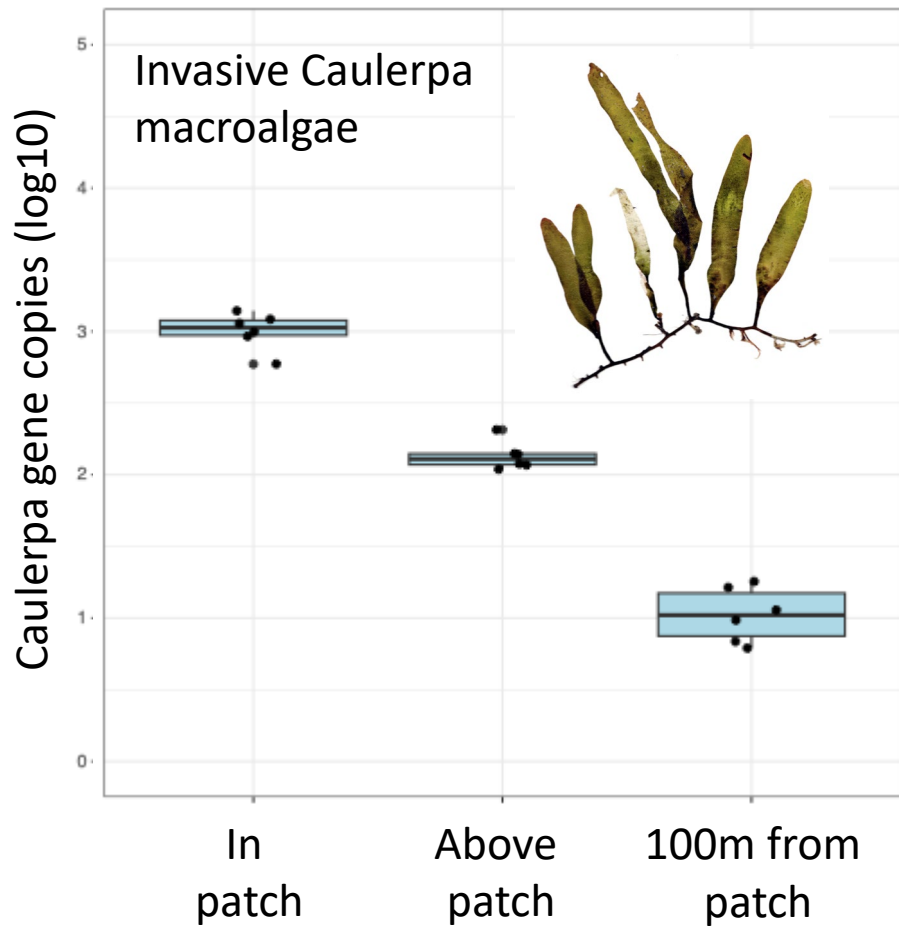 Invasive Caulerpa
macroalgae
Caulerpa gene copies (log10)
5
4
3
2
1
0
In
patch
Above
patch
100m from
patch